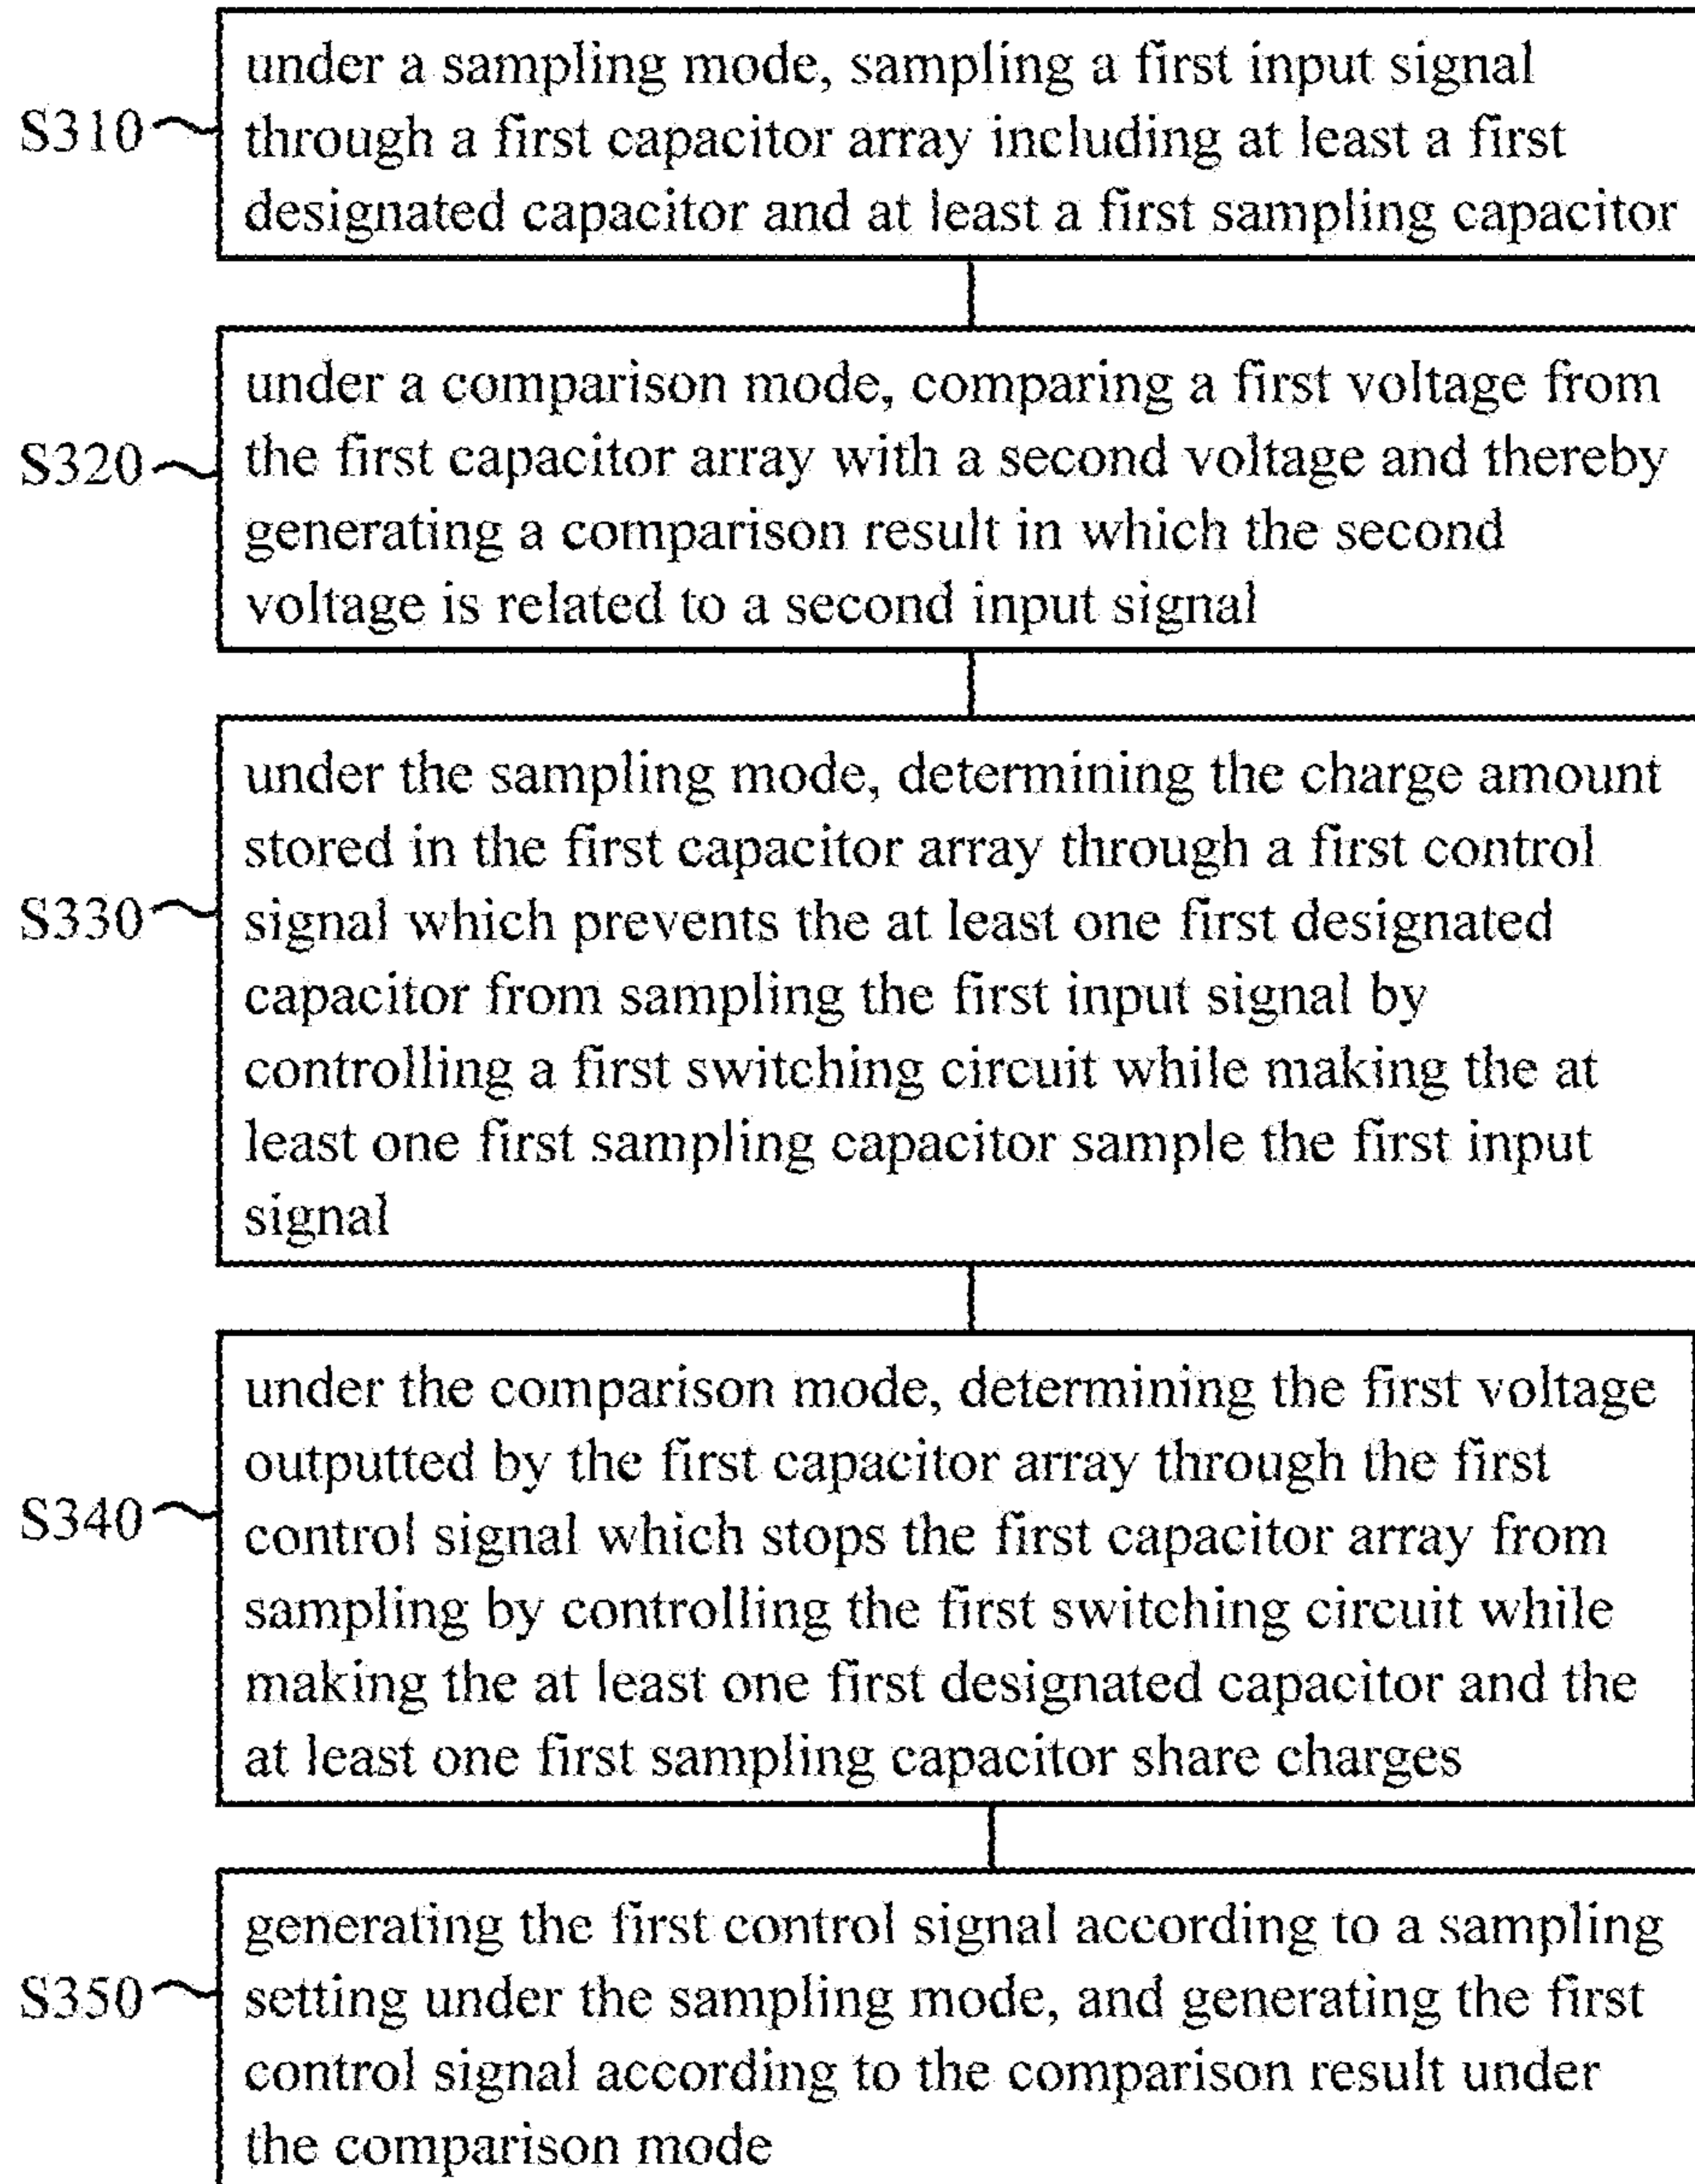 under a sampling mode, sampling a first input signal
S310 through a first capacitor array including at least a first
designated capacitor and at least a first sampling capacitor
under a comparison mode, comparing a first voltage from
S320 the first capacitor array with a second voltage and thereby
generating a comparison result in which the second
voltage is related to a second input signal
under the sampling mode, determining the charge amount
stored in the first capacitor array through a first control
S330 signal which prevents the at least one first designated
capacitor from sampling the first input signal by
controlling a first switching circuit while making the at
least one first sampling capacitor sample the first input
signal
under the comparison mode, determining the first voltage
outputted by the first capacitor array through the first
S340 control signal which stops the first capacitor array from
sampling by controlling the first switching circuit while
making the at least one first designated capacitor and the
at least one first sampling capacitor share charges
generating the first control signal according to a sampling
S350 setting under the sampling mode, and generating the first
control signal according to the comparison result under
the comparison mode